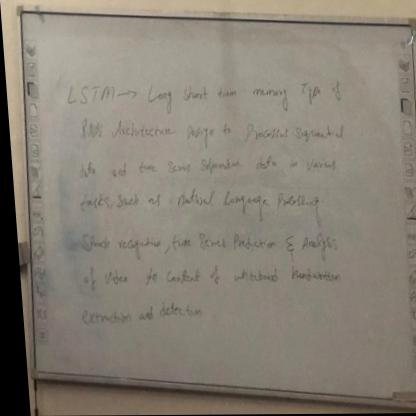 LSTM → Long short term memory Type of
RNN Architecture Design to Processes Sequential
data and time Series Dependent data in various
tasks, Such as Natural Language Processing
Speech recognition, time Series Prediction & Analysis
of Video to Content of whiteboard handwritten
extraction and detection